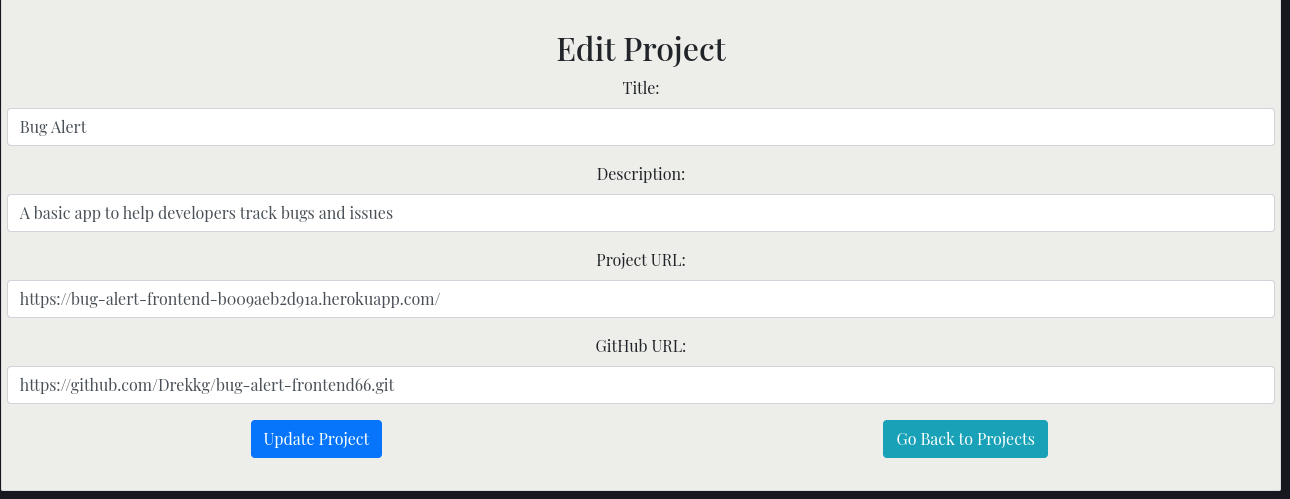 Edit Project
Title:
Bug Alert
Description:
A basic app to help developers track bugs and issues
Project URL:
https://bug-alert-frontend-b009aeb2d91a.herokuapp.com/
GitHub URL:
https://github.com/Drekkg/bug-alert-frontend66.git
Update Project
Go Back to Projects